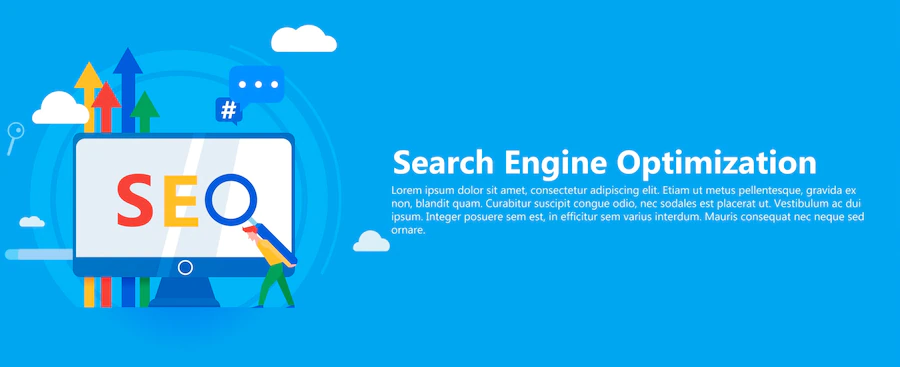 #
SEO
Search Engine Optimization
Lorem ipsum dolor sit amet, consectetur adipiscing elit. Etiam ut metus pellentesque, gravida ex
non, blandit quam. Curabitur suscipit congue odio, nec sodales est placerat ut. Vestibulum ac dui
ipsum. Integer posuere sem est, in efficitur sem varius interdum. Mauris consequat nec neque sed
ornare.